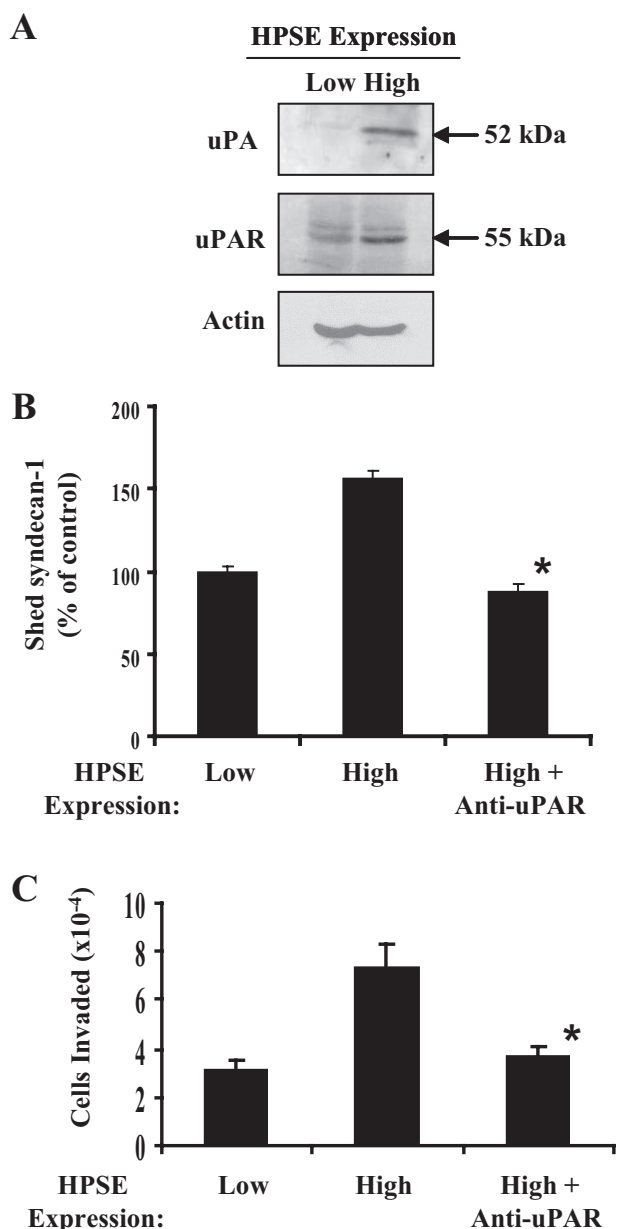 A
HPSE Expression
Low High
uPA
52 kDa
uPAR
55 kDa
Actin
B
Shed syndecan-1
(% of control)
200
150
100
50
0
*
HPSE
Expression:
Low
High
High +
Anti-uPAR
C
Cells Invaded (x10⁻⁴)
10
8
6
4
2
0
*
HPSE
Expression:
Low
High
High +
Anti-uPAR